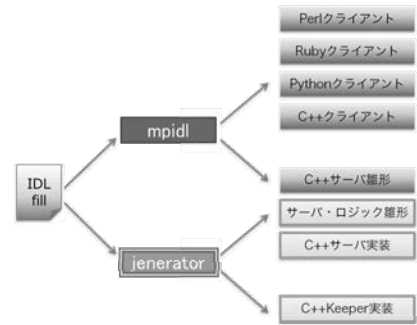 Perlクライアント
Rubyクライアント
Pythonクライアント
C++クライアント
mpidl
IDL
fill
C++サーバ雛形
サーバ・ロジック雛形
C++サーバ実装
jenerator
C++Keeper実装